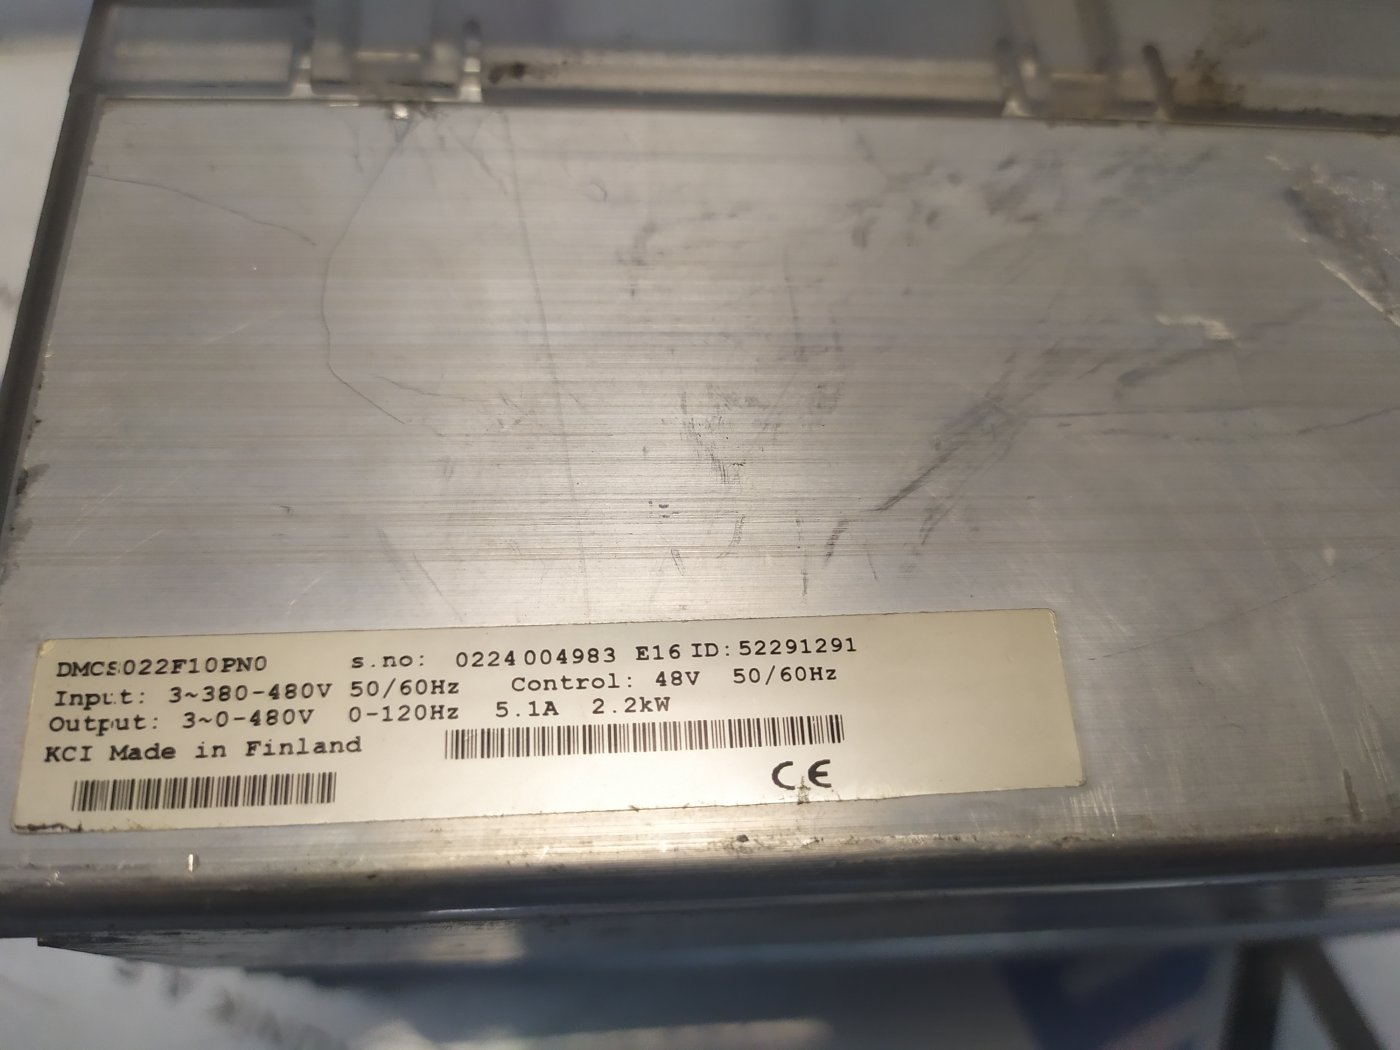 DMCS022F10PN0 s.no: 0224004983 E16 ID:52291291
Input: 3~380-480V 50/60Hz Control: 48V 50/60Hz
Output: 3~0-480V 0-120Hz 5.1A 2.2kW
KCI Made in Finland
CE